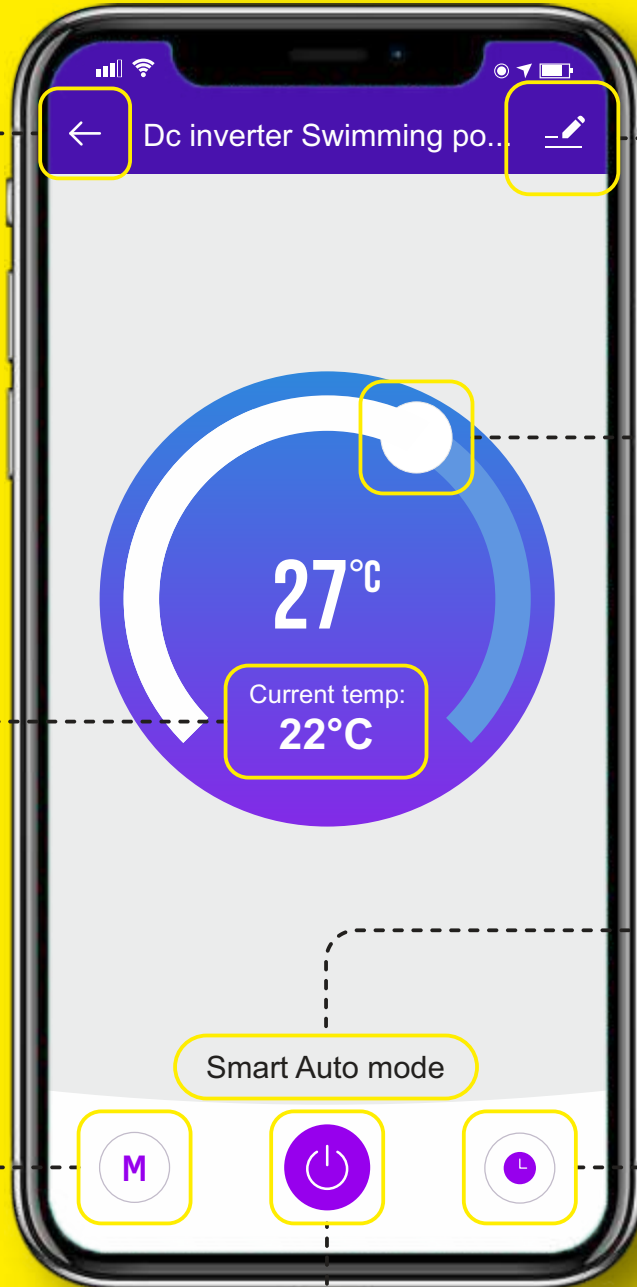 Dc inverter Swimming po...
27°C
Current temp:
22°C
Smart Auto mode
M